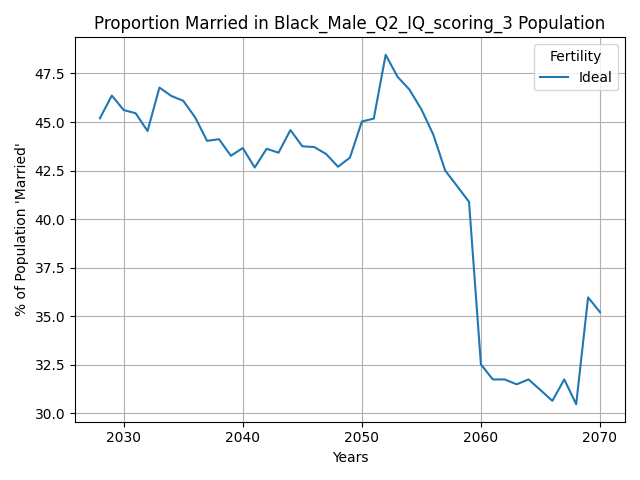 Proportion Married in Black_Male_Q2_IQ_scoring_3 Population
Fertility
Ideal
47.5
45.0
42.5
40.0
37.5
35.0
32.5
30.0
% of Population 'Married'
2030 2040 2050 2060 2070
Years